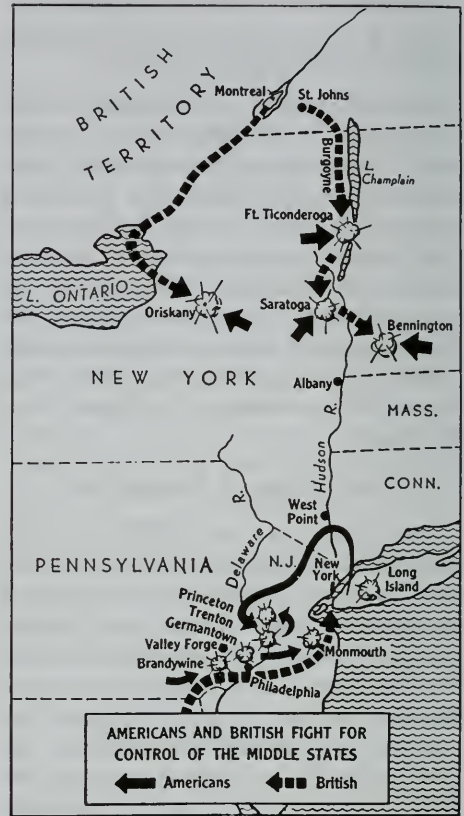 BRITISH
TERRITORY
Montreal
St. Johns
Burgoyne
L.
Champlain
Ft. Ticonderoga
L. ONTARIO
Oriskany
Saratoga
Bennington
NEW YORK
Albany
MASS.
Hudson R.
CONN.
West
Point
PENNSYLVANIA
Delaware R.
N.J.
New
York
Long
Island
Princeton
Trenton
Germantown
Valley Forge
Brandywine
Monmouth
Philadelphia
AMERICANS AND BRITISH FIGHT FOR
CONTROL OF THE MIDDLE STATES
Americans British